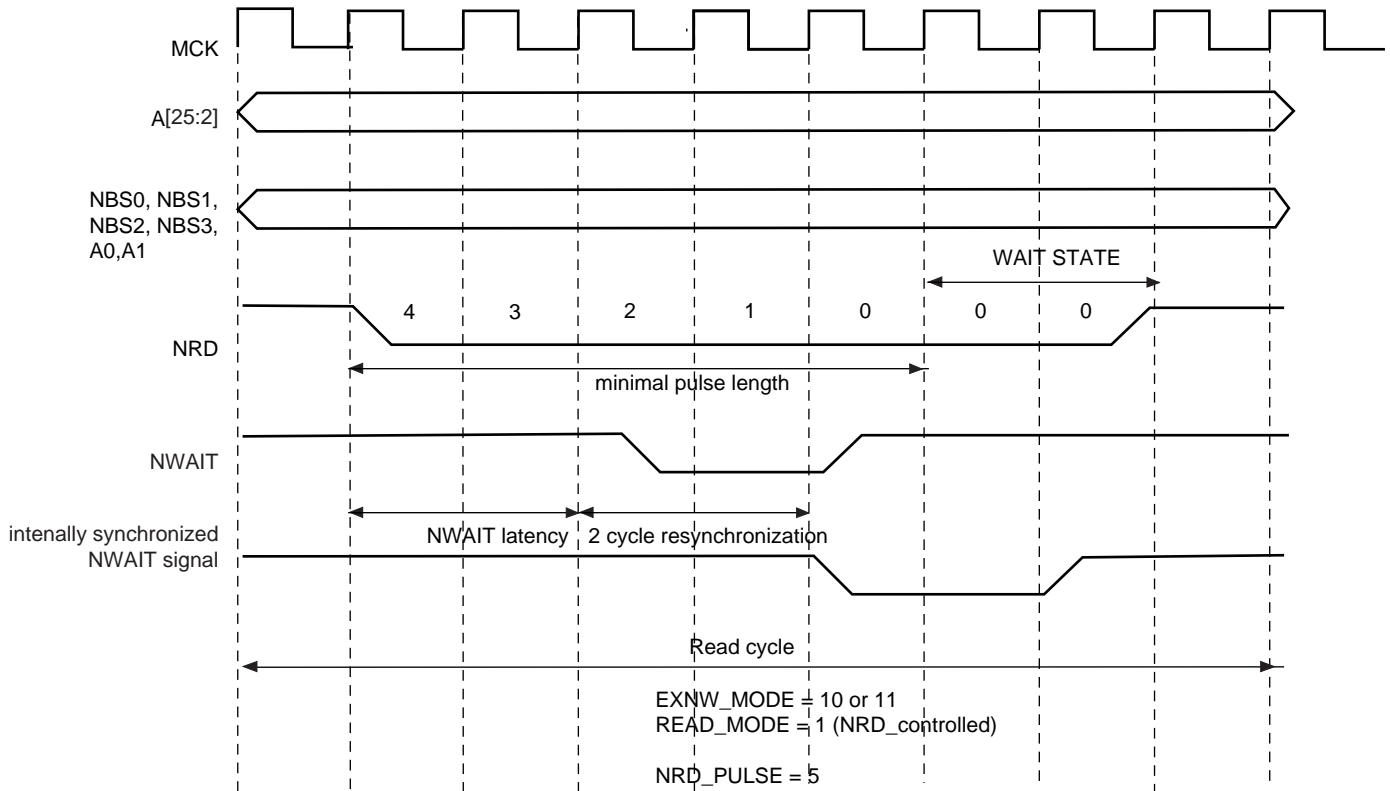 MCK
A[25:2]
NBS0, NBS1,
NBS2, NBS3,
A0,A1
WAIT STATE
4 3 2 1 0 0 0
NRD
minimal pulse length
NWAIT
intenally synchronized
NWAIT signal
NWAIT latency 2 cycle resynchronization
Read cycle
EXNW_MODE = 10 or 11
READ_MODE = 1 (NRD_controlled)
NRD_PULSE = 5